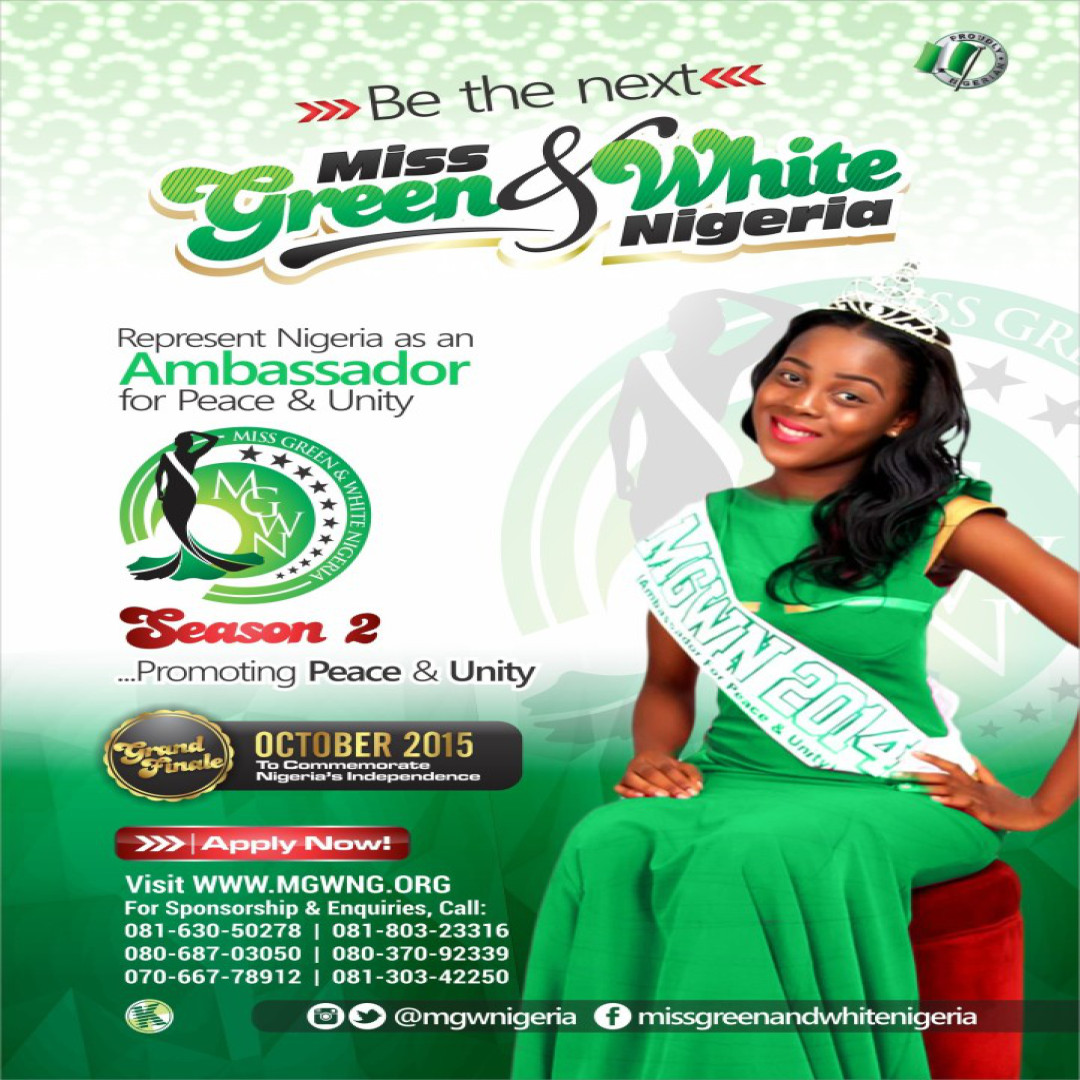 PROUDLY NIGERIAN
Be the next
Miss
Green & White
Nigeria
Represent Nigeria as an
Ambassador
for Peace & Unity
MISS GREEN & WHITE NIGERIA
MGWN
Season 2
...Promoting Peace & Unity
MGWN 2014
(Ambassador For Peace & Unity)
Grand
Finale
OCTOBER 2015
To Commemorate
Nigeria's Independence
>>> | Apply Now!
Visit WWW.MGWNG.ORG
For Sponsorship & Enquiries, Call:
081-630-50278 | 081-803-23316
080-687-03050 | 080-370-92339
070-667-78912 | 081-303-42250
@mgwnigeria missgreenandwhitenigeria